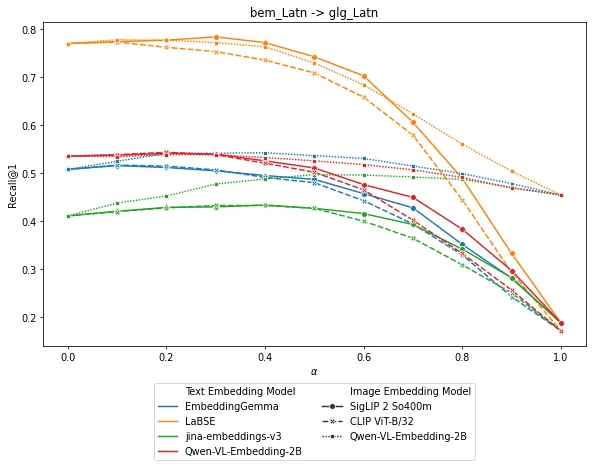 bem_Latn -> glg_Latn
0.8
0.7
0.6
0.5
0.4
0.3
0.2
Recall@1
0.0 0.2 0.4 0.6 0.8 1.0
α
Text Embedding Model Image Embedding Model
EmbeddingGemma SigLIP 2 So400m
LaBSE CLIP ViT-B/32
jina-embeddings-v3 Qwen-VL-Embedding-2B
Qwen-VL-Embedding-2B